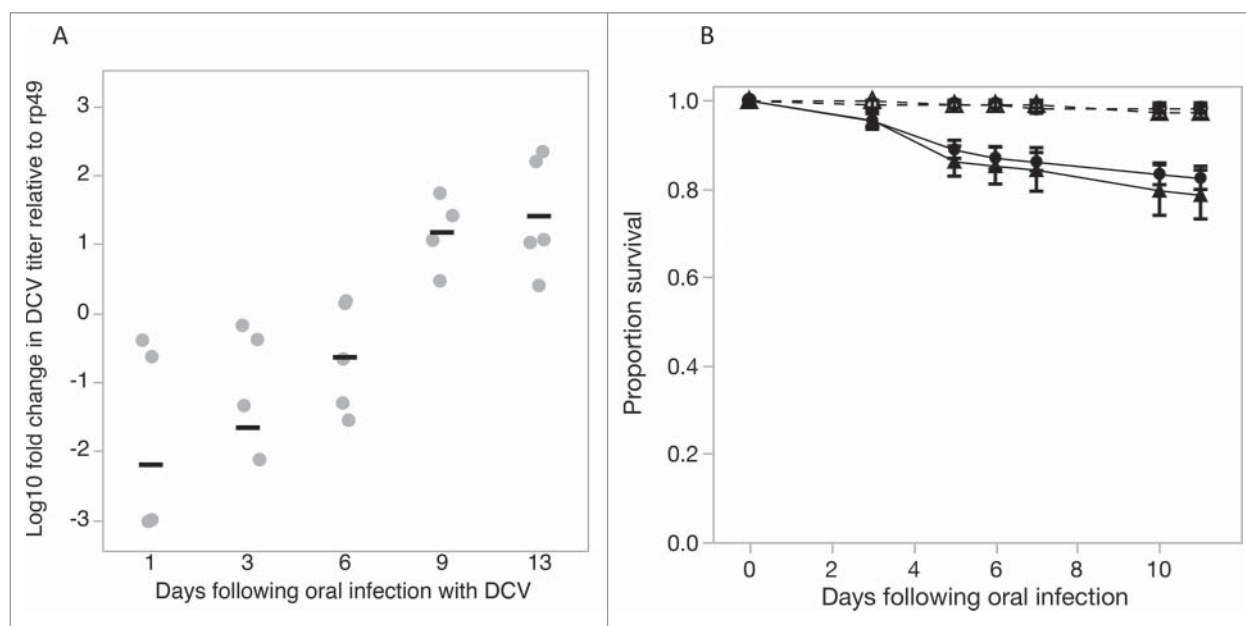 A
Log10 fold change in DCV titer relative to rp49
3
2
1
0
-1
-2
-3
1 3 6 9 13
Days following oral infection with DCV
B
Proportion survival
1.0
0.8
0.6
0.4
0.2
0.0
0 2 4 6 8 10
Days following oral infection